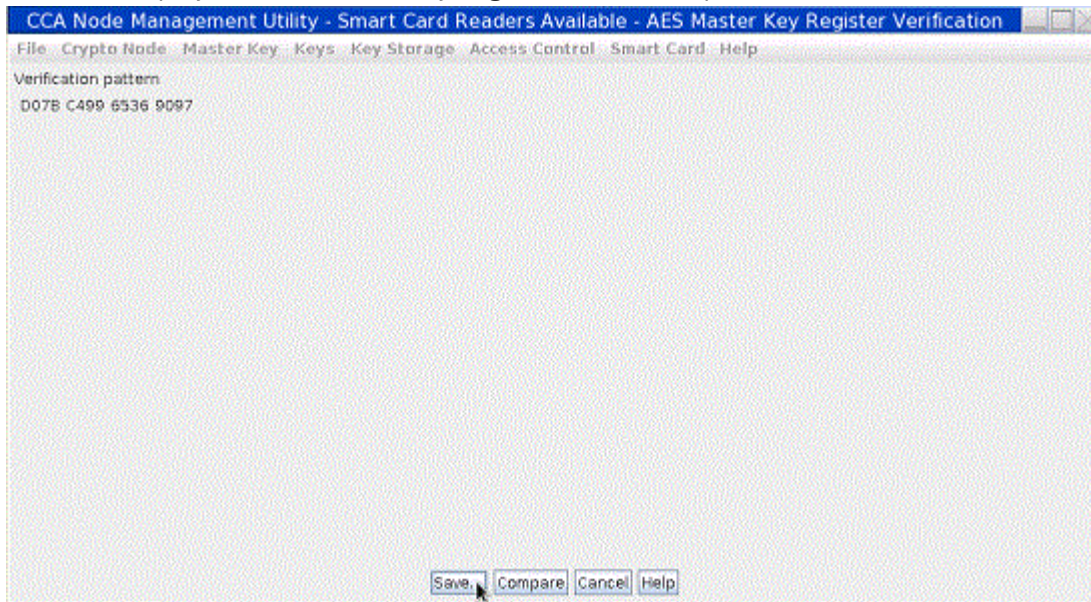 CCA Node Management Utility - Smart Card Readers Available - AES Master Key Register Verification
File Crypto Node Master Key Keys Key Storage Access Control Smart Card Help
Verification pattern
D07B C499 6536 9097
Save... Compare Cancel Help